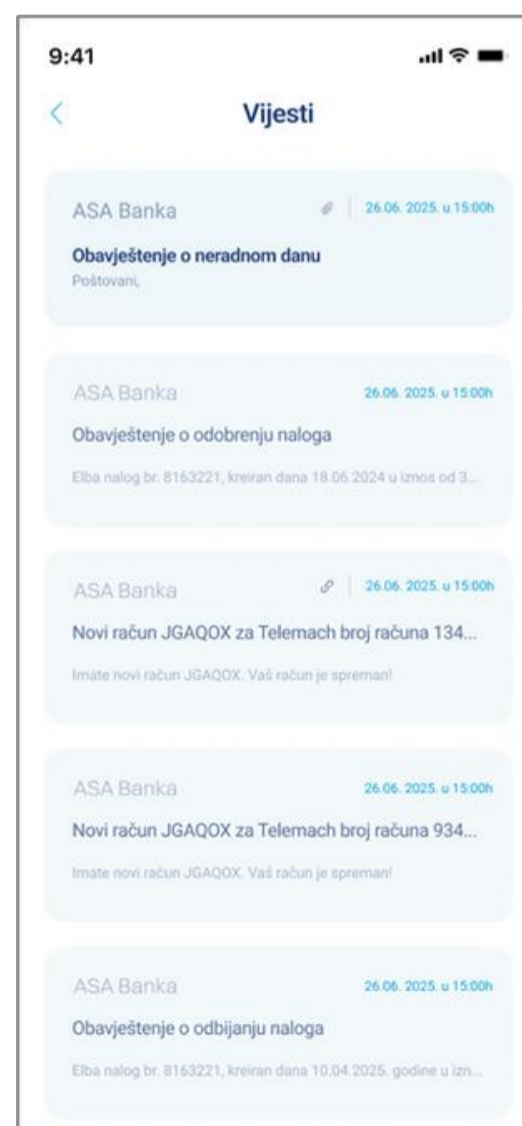 9:41
Vijesti
ASA Banka 26.06. 2025. u 15:00h
Obavještenje o neradnom danu
Poštovani,
ASA Banka 26.06. 2025. u 15:00h
Obavještenje o odobrenju naloga
Elba nalog br. 8163221, kreiran dana 18.06.2024 u iznos od 3...
ASA Banka 26.06. 2025. u 15:00h
Novi račun JGAQOX za Telemach broj računa 134...
Imate novi račun JGAQOX. Vaš račun je spreman!
ASA Banka 26.06. 2025. u 15:00h
Novi račun JGAQOX za Telemach broj računa 934...
Imate novi račun JGAQOX. Vaš račun je spreman!
ASA Banka 26.06. 2025. u 15:00h
Obavještenje o odbijanju naloga
Elba nalog br. 8163221, kreiran dana 10.04.2025. godine u izn...